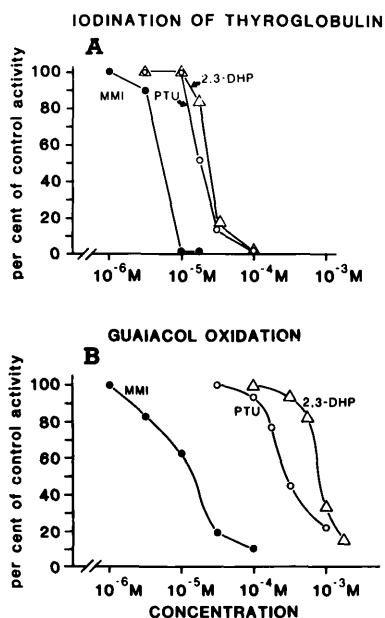 IODINATION OF THYROGLOBULIN
A
per cent of control activity
100
80
60
40
20
0
MMI
PTU
2,3-DHP
10⁻⁶M 10⁻⁵M 10⁻⁴M 10⁻³M
GUAIACOL OXIDATION
B
per cent of control activity
100
80
60
40
20
0
MMI
PTU
2,3-DHP
10⁻⁶M 10⁻⁵M 10⁻⁴M 10⁻³M
CONCENTRATION